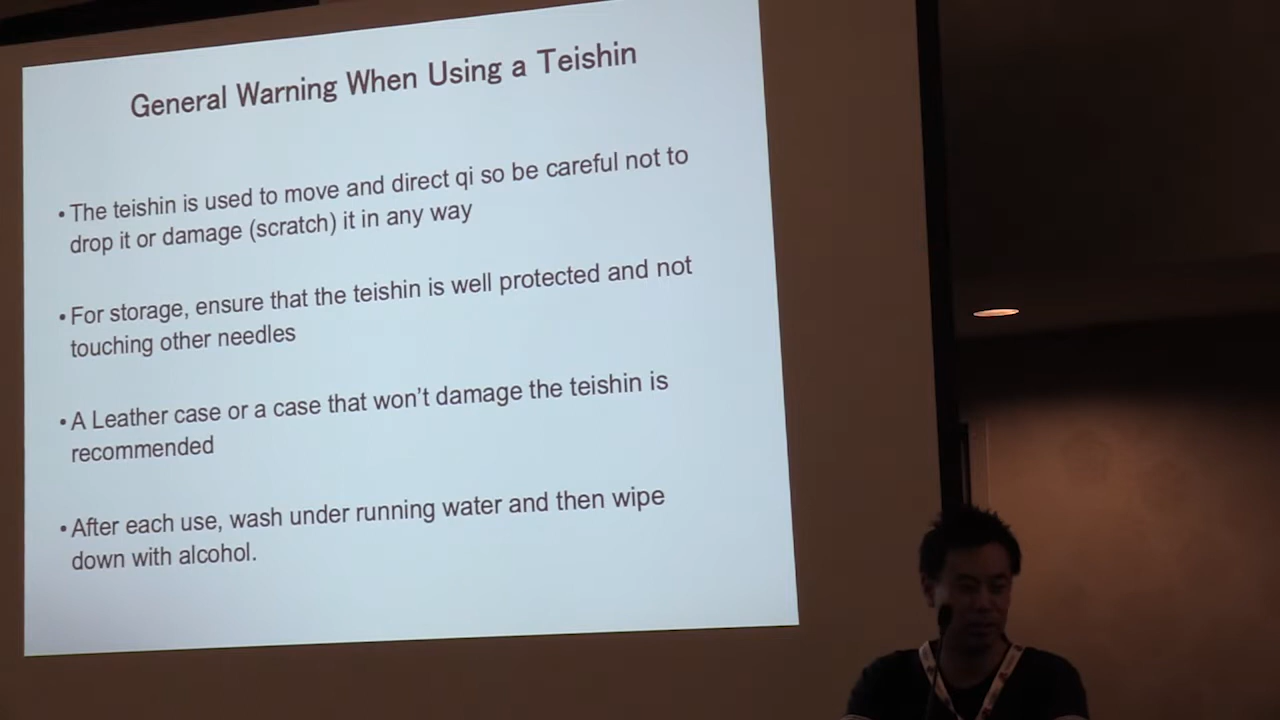 General Warning When Using a Teishin
• The teishin is used to move and direct qi so be careful not to
drop it or damage (scratch) it in any way
• For storage, ensure that the teishin is well protected and not
touching other needles
• A Leather case or a case that won't damage the teishin is
recommended
• After each use, wash under running water and then wipe
down with alcohol.